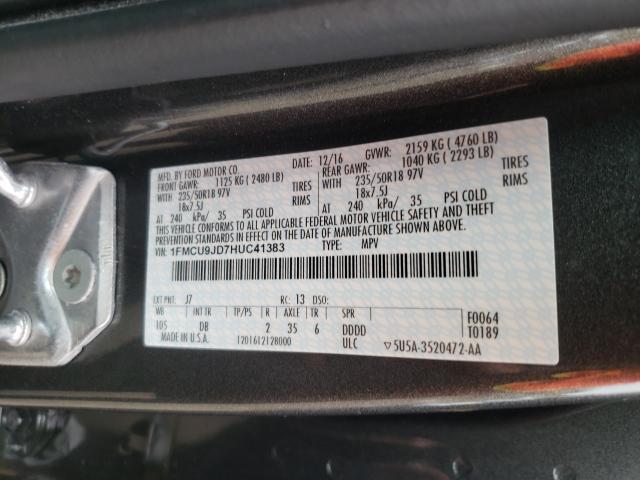 MFD. BY FORD MOTOR CO.
DATE: 12/16 GVWR: 2159 KG ( 4760 LB)
FRONT GAWR: 1125 KG ( 2480 LB) REAR GAWR: 1040 KG ( 2293 LB)
WITH 235/50R18 97V TIRES WITH 235/50R18 97V TIRES
18x7.5J RIMS 18x7.5J RIMS
AT 240 kPa/ 35 PSI COLD AT 240 kPa/ 35 PSI COLD
THIS VEHICLE CONFORMS TO ALL APPLICABLE FEDERAL MOTOR VEHICLE SAFETY AND THEFT
PREVENTION STANDARDS IN EFFECT ON THE DATE OF MANUFACTURE SHOWN ABOVE.
VIN: 1FMCU9JD7HUC41383 TYPE: MPV
EXT PNT: J7 RC: 13 DSO: F0064
WB INT TR TP/PS R AXLE TR SPR T0189
105 DB 2 35 6 DDDD
MADE IN U.S.A. 1201612128000 ULC ▽5U5A-3520472-AA